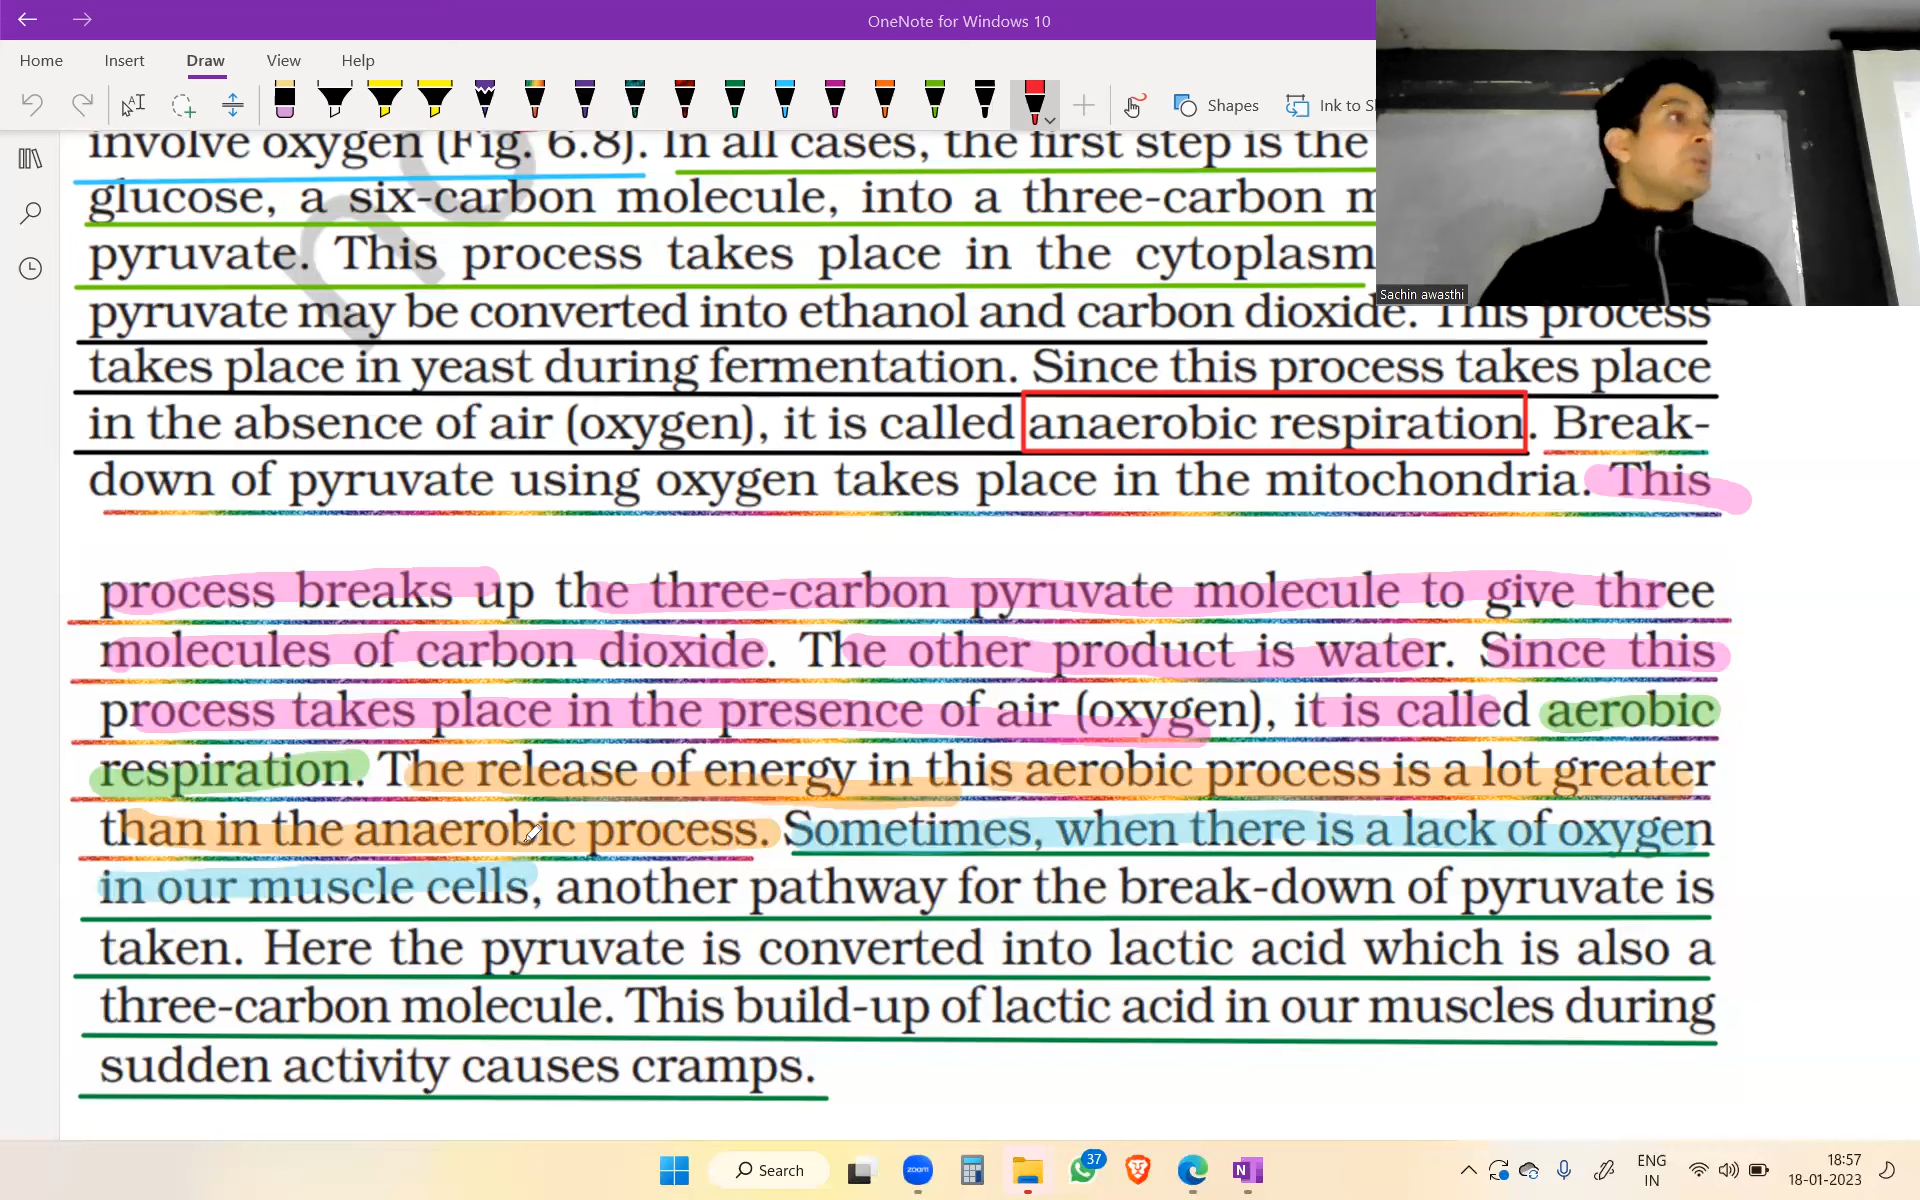 OneNote for Windows 10
Home Insert Draw View Help
Shapes Ink to S
involve oxygen (Fig. 6.8). In all cases, the first step is the
glucose, a six-carbon molecule, into a three-carbon m
pyruvate. This process takes place in the cytoplasm
Sachin awasthi
pyruvate may be converted into ethanol and carbon dioxide. This process
takes place in yeast during fermentation. Since this process takes place
in the absence of air (oxygen), it is called anaerobic respiration. Break-
down of pyruvate using oxygen takes place in the mitochondria. This
process breaks up the three-carbon pyruvate molecule to give three
molecules of carbon dioxide. The other product is water. Since this
process takes place in the presence of air (oxygen), it is called aerobic
respiration. The release of energy in this aerobic process is a lot greater
than in the anaerobic process. Sometimes, when there is a lack of oxygen
in our muscle cells, another pathway for the break-down of pyruvate is
taken. Here the pyruvate is converted into lactic acid which is also a
three-carbon molecule. This build-up of lactic acid in our muscles during
sudden activity causes cramps.
Search zoom 37 N ENG 18:57
IN 18-01-2023